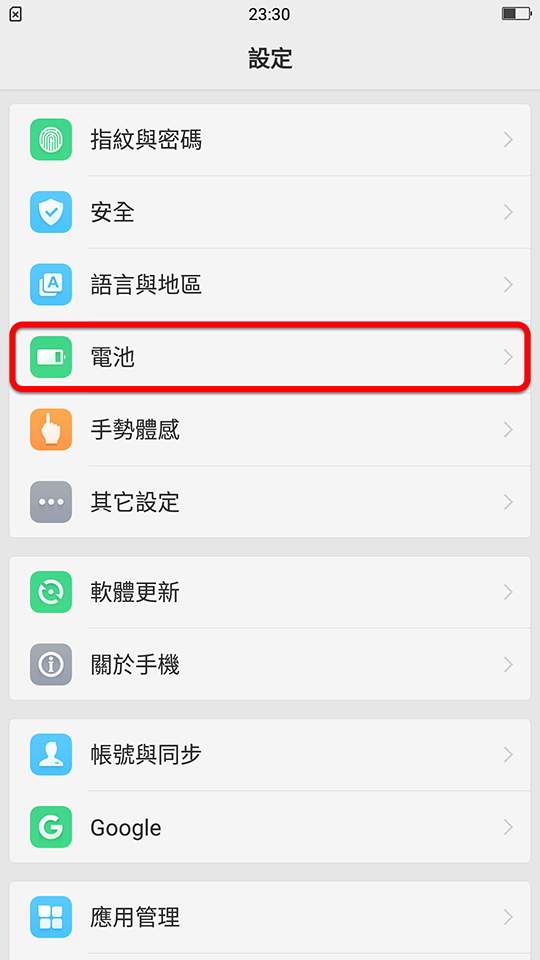 23:30
設定
指紋與密碼
安全
語言與地區
電池
手勢體感
其它設定
軟體更新
關於手機
帳號與同步
Google
應用管理